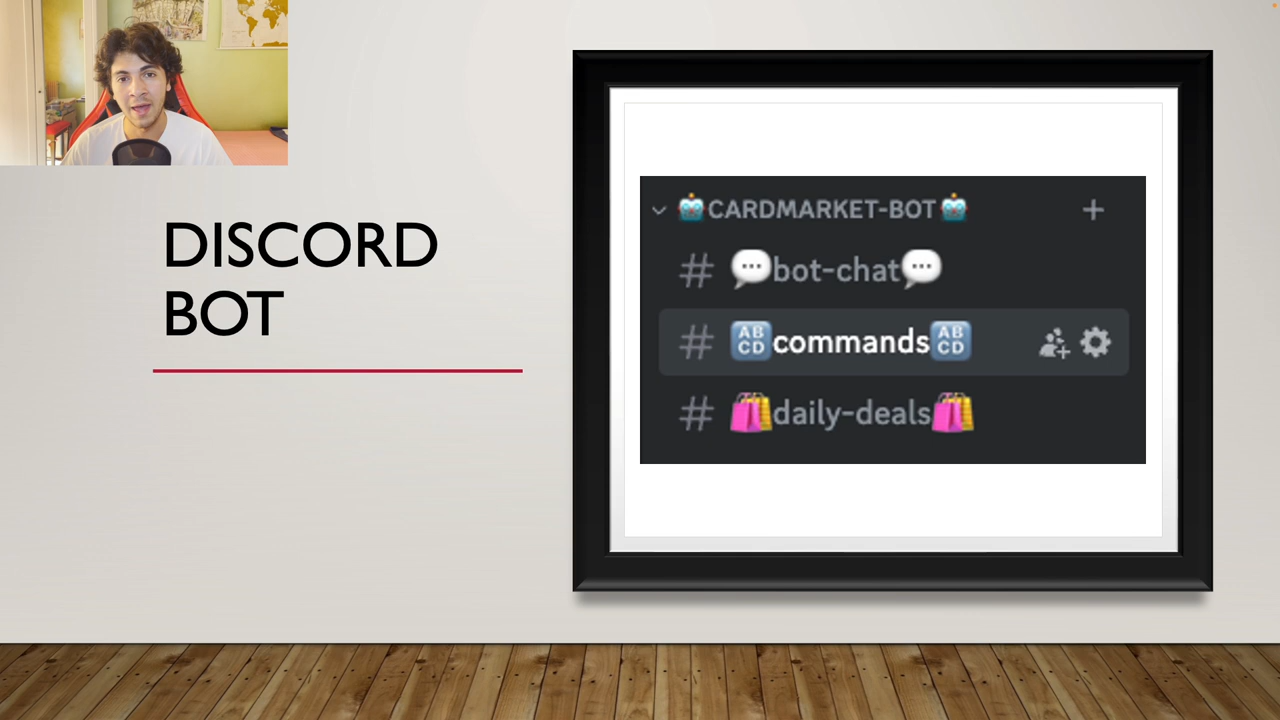 DISCORD
BOT
🤖CARDMARKET-BOT🤖 +
# 💬bot-chat💬
# 🔠commands🔠
# 🛍️daily-deals🛍️